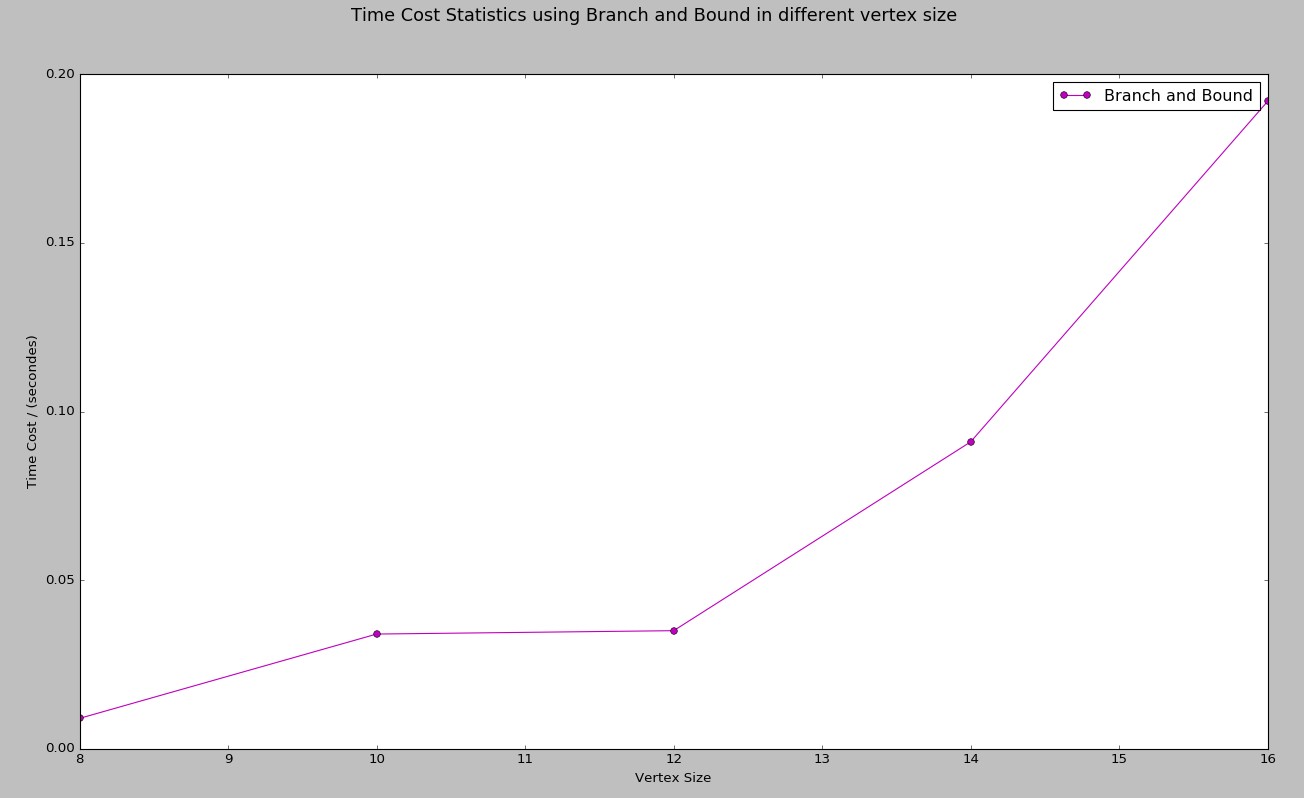 Time Cost Statistics using Branch and Bound in different vertex size
Branch and Bound
0.20
0.15
0.10
0.05
0.00
Time Cost / (secondes)
8 9 10 11 12 13 14 15 16
Vertex Size